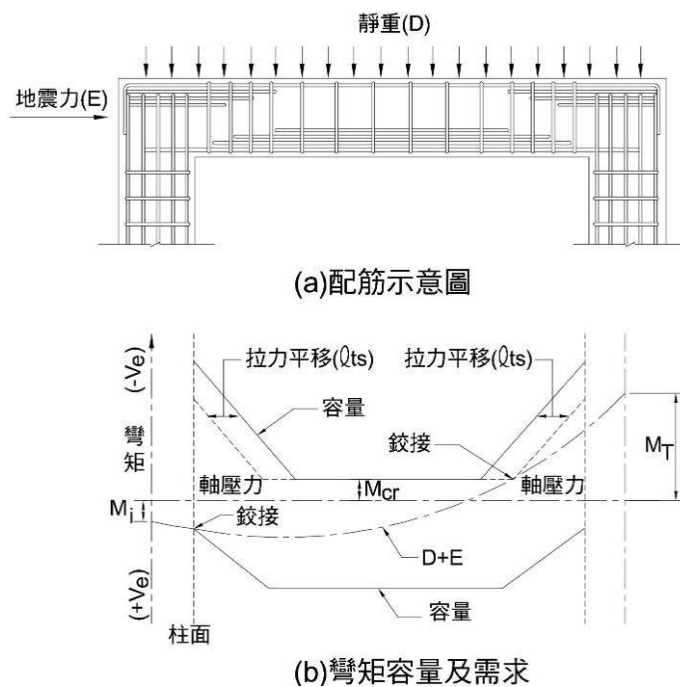 靜重(D)
地震力(E)
(a)配筋示意圖
(-Ve)
拉力平移(ℓts)
拉力平移(ℓts)
容量
鉸接
彎矩
軸壓力
Mcr
軸壓力
MT
Mi
鉸接
D+E
(+Ve)
容量
柱面
(b)彎矩容量及需求